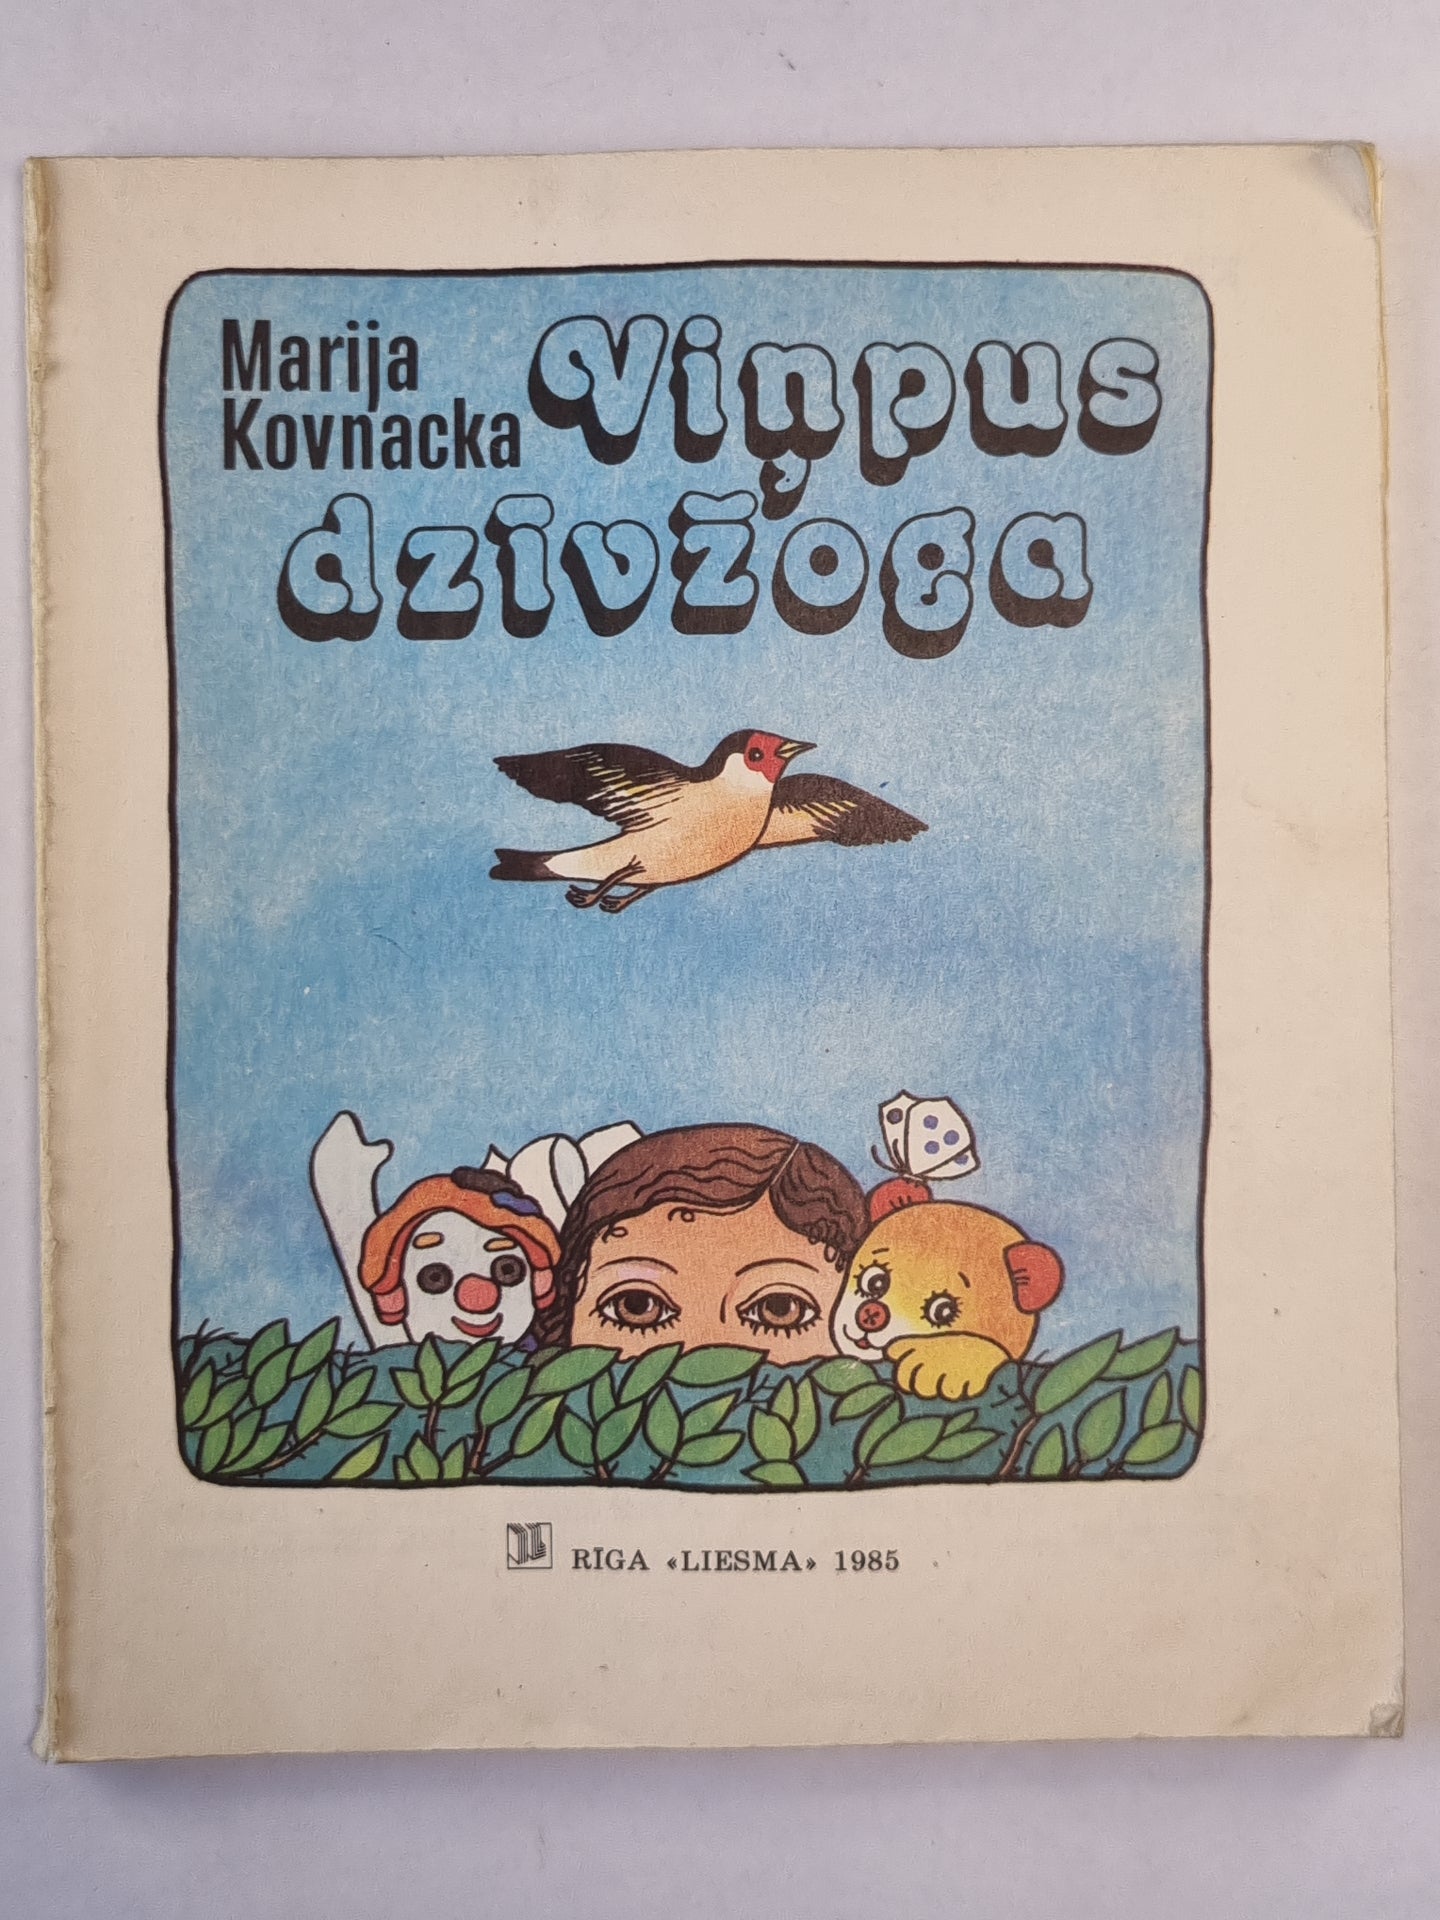 Marija
Kovnacka
Viņpus
dzīvžoga
RĪGA «LIESMA» 1985